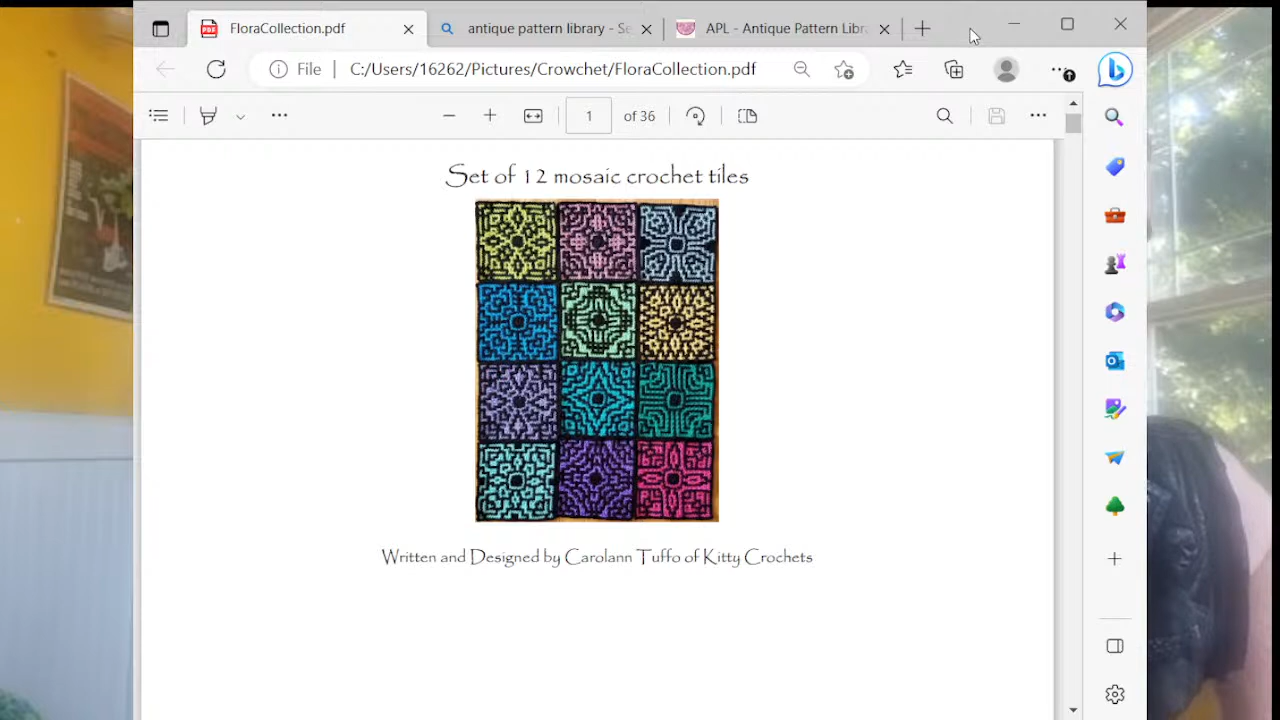 FloraCollection.pdf
antique pattern library - Se
APL - Antique Pattern Libr
File
C:/Users/16262/Pictures/Crowchet/FloraCollection.pdf
1 of 36
Set of 12 mosaic crochet tiles
Written and Designed by Carolann Tuffo of Kitty Crochets